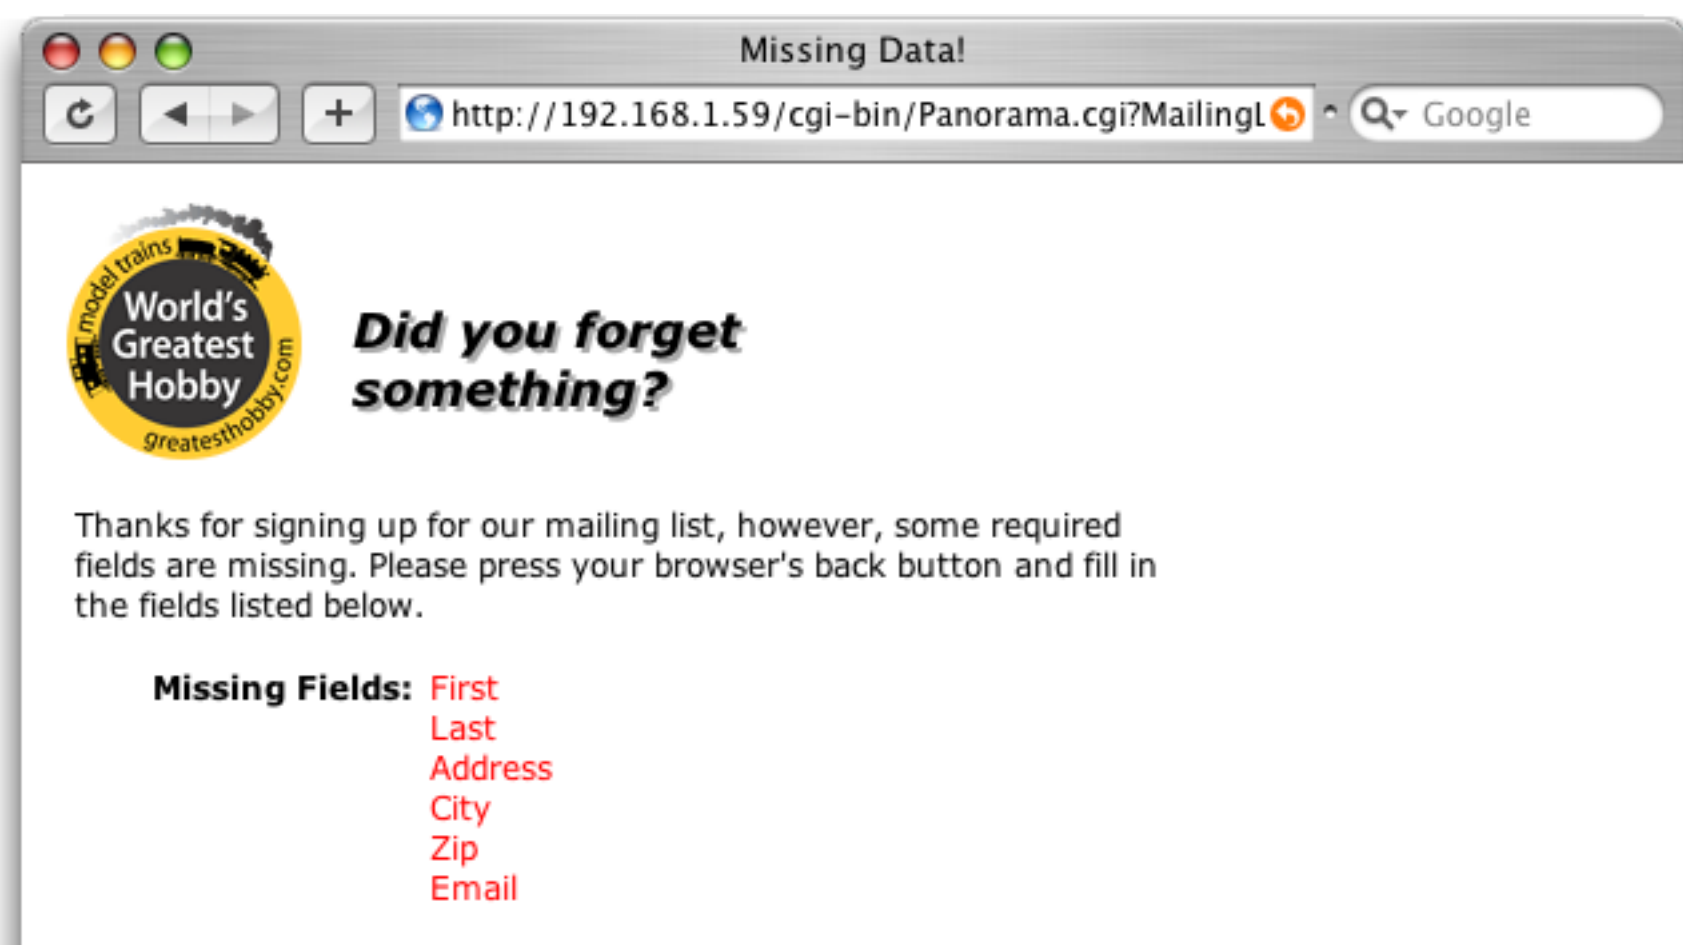 Missing Data!
http://192.168.1.59/cgi-bin/Panorama.cgi?MailingL
Google
model trains
World's
Greatest
Hobby
greatesthobby.com
Did you forget
something?
Thanks for signing up for our mailing list, however, some required
fields are missing. Please press your browser's back button and fill in
the fields listed below.
Missing Fields: First
Last
Address
City
Zip
Email